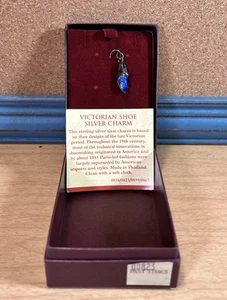 VICTORIAN SHOE
SILVER CHARM
This sterling silver shoe charm is based
on shoe designs of the late Victorian
period. Throughout the 19th century,
most of the technical innovations in
shoemaking originated in America and
by about 1885 Paris-led fashions were
largely superseded by American
imports and styles. Made in Thailand.
Clean with a soft cloth.